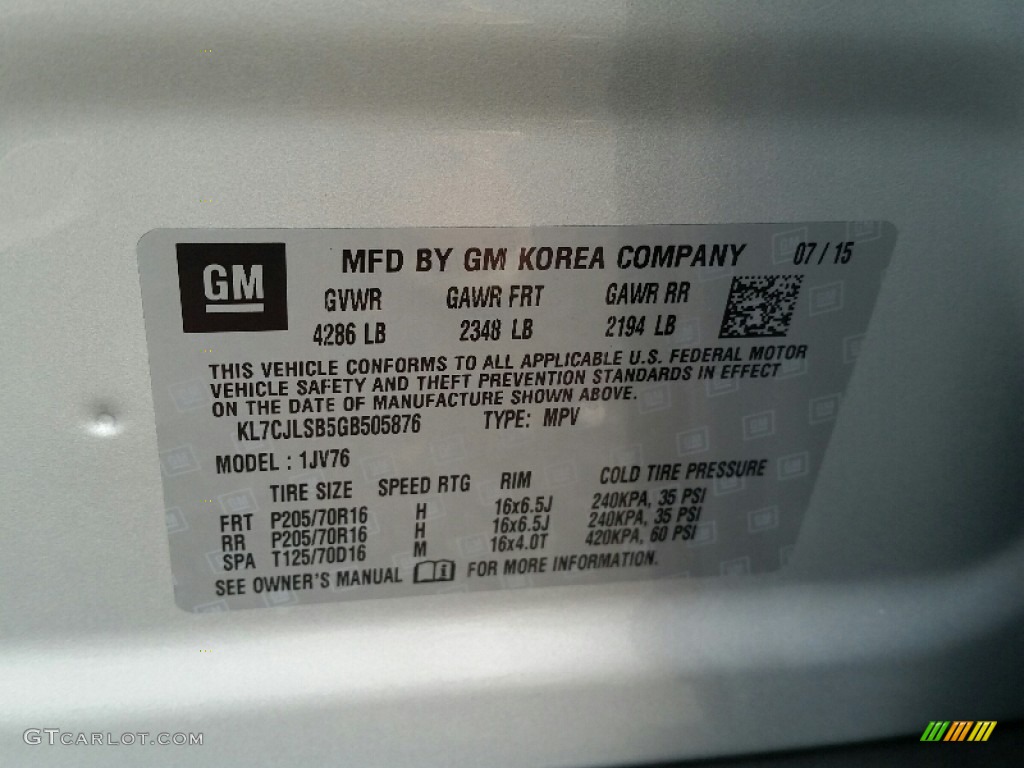 GM
MFD BY GM KOREA COMPANY 07/15
GVWR GAWR FRT GAWR RR
4286 LB 2348 LB 2194 LB
THIS VEHICLE CONFORMS TO ALL APPLICABLE U.S. FEDERAL MOTOR
VEHICLE SAFETY AND THEFT PREVENTION STANDARDS IN EFFECT
ON THE DATE OF MANUFACTURE SHOWN ABOVE.
KL7CJLSB5GB505876 TYPE: MPV
MODEL : 1JV76
TIRE SIZE SPEED RTG RIM COLD TIRE PRESSURE
FRT P205/70R16 H 16x6.5J 240KPA, 35 PSI
RR P205/70R16 H 16x6.5J 240KPA, 35 PSI
SPA T125/70D16 M 16x4.0T 420KPA, 60 PSI
SEE OWNER'S MANUAL i FOR MORE INFORMATION.
GTCARLOT.COM